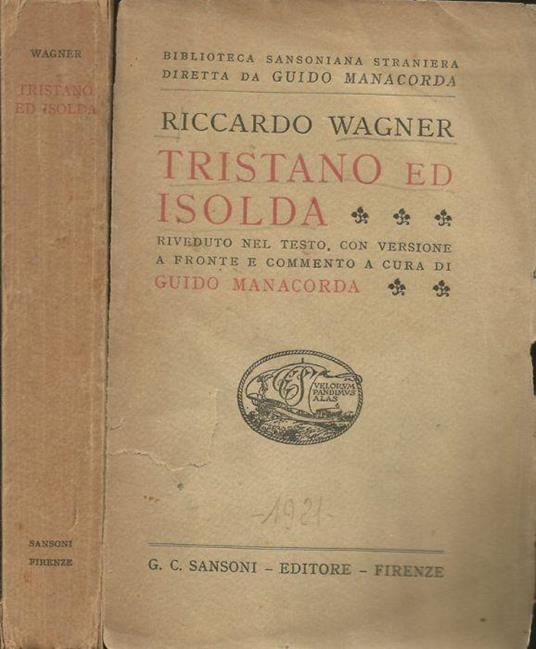 WAGNER
TRISTANO
ED ISOLDA
SANSONI
FIRENZE
BIBLIOTECA SANSONIANA STRANIERA
DIRETTA DA GUIDO MANACORDA
RICCARDO WAGNER
TRISTANO ED
ISOLDA
RIVEDUTO NEL TESTO, CON VERSIONE
A FRONTE E COMMENTO A CURA DI
GUIDO MANACORDA
VELORVM
PANDIMVS
ALAS
-1921-
G. C. SANSONI - EDITORE - FIRENZE